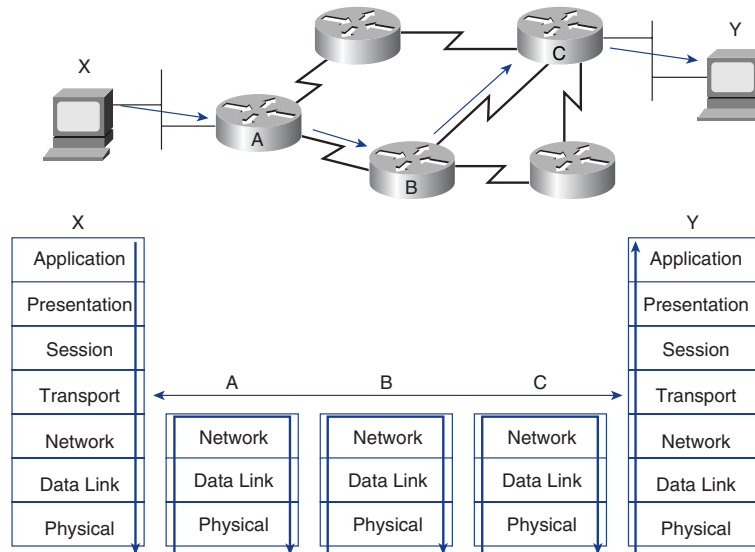 C
Y
X
A
B
X
Y
Application
Application
Presentation
Presentation
Session
Session
Transport
A
B
C
Transport
Network
Network
Network
Network
Network
Data Link
Data Link
Data Link
Data Link
Data Link
Physical
Physical
Physical
Physical
Physical